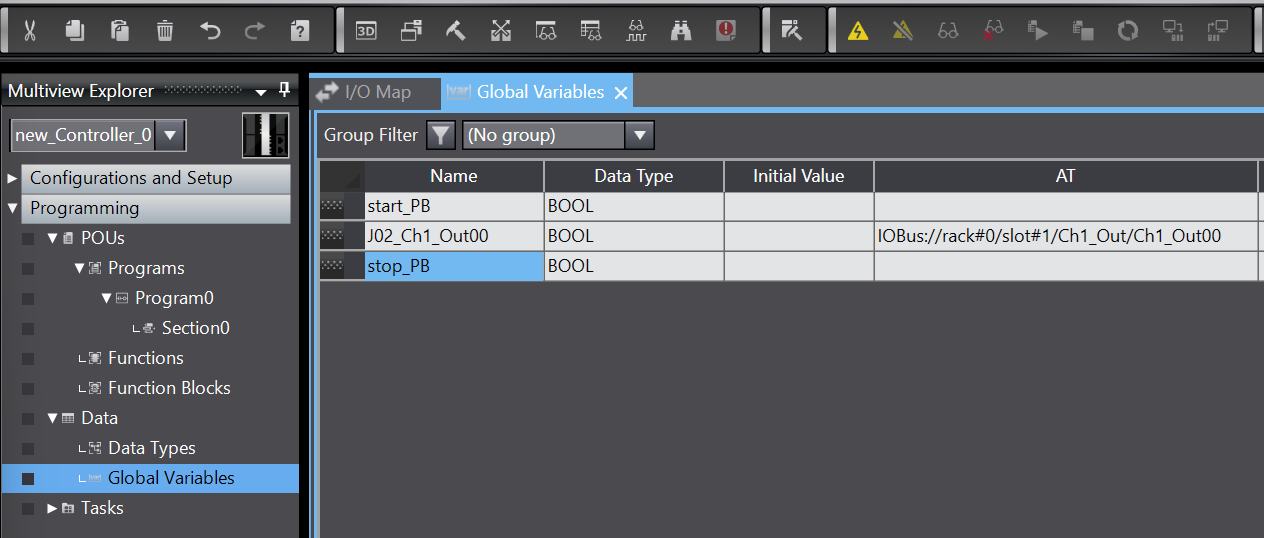 3D
Multiview Explorer
new_Controller_0
Configurations and Setup
Programming
POUs
Programs
Program0
Section0
Functions
Function Blocks
Data
Data Types
Global Variables
Tasks
I/O Map
Global Variables
Group Filter (No group)
Name Data Type Initial Value AT
start_PB BOOL
J02_Ch1_Out00 BOOL IOBus://rack#0/slot#1/Ch1_Out/Ch1_Out00
stop_PB BOOL